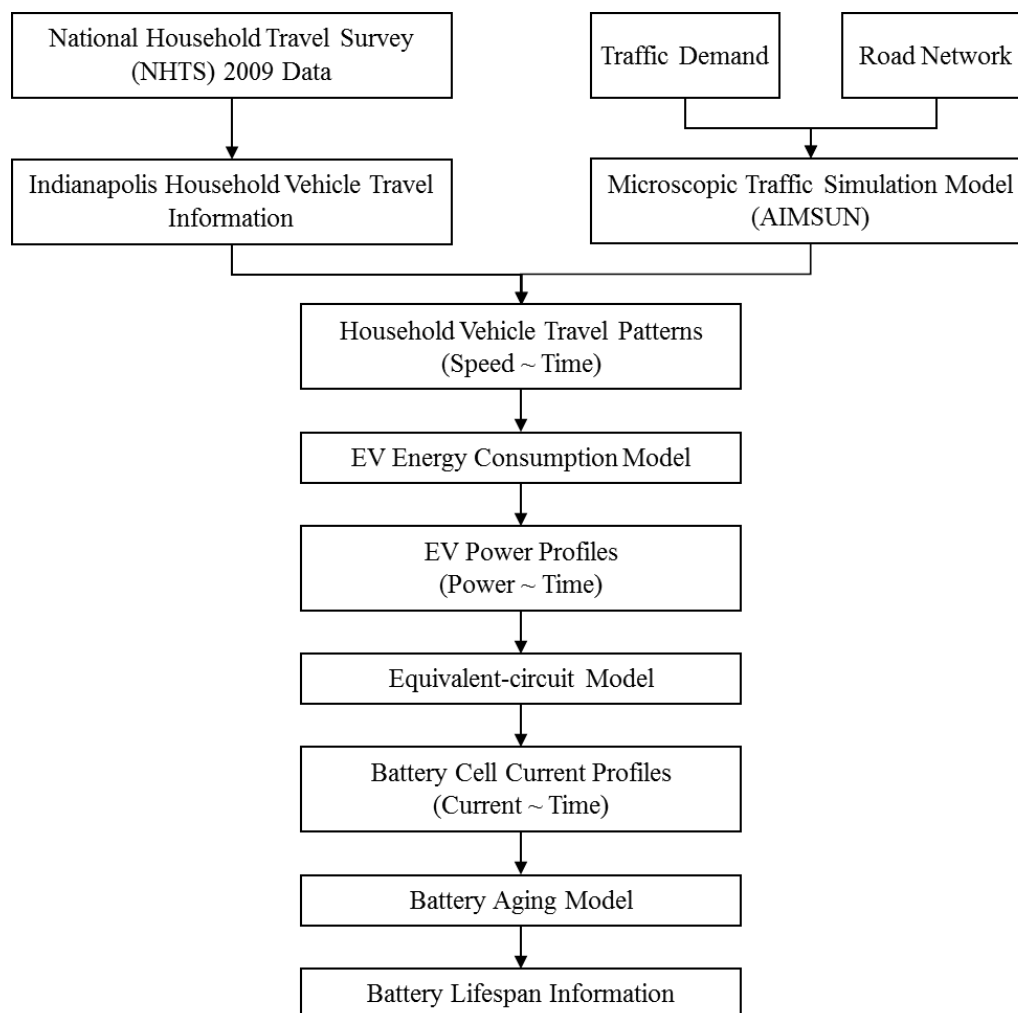 National Household Travel Survey
(NHTS) 2009 Data
Traffic Demand
Road Network
Indianapolis Household Vehicle Travel
Information
Microscopic Traffic Simulation Model
(AIMSUN)
Household Vehicle Travel Patterns
(Speed ~ Time)
EV Energy Consumption Model
EV Power Profiles
(Power ~ Time)
Equivalent-circuit Model
Battery Cell Current Profiles
(Current ~ Time)
Battery Aging Model
Battery Lifespan Information